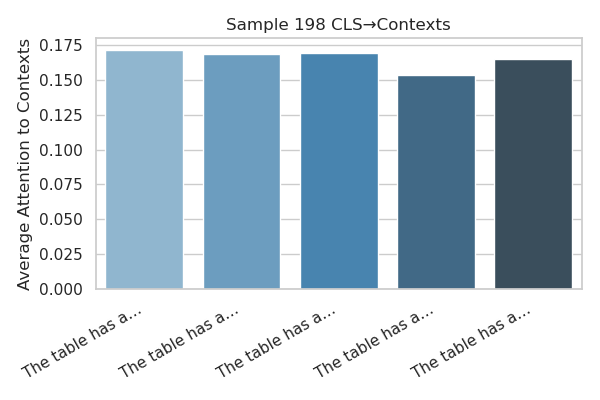 Sample 198 CLS→Contexts
Average Attention to Contexts
0.175
0.150
0.125
0.100
0.075
0.050
0.025
0.000
The table has a...
The table has a...
The table has a...
The table has a...
The table has a...